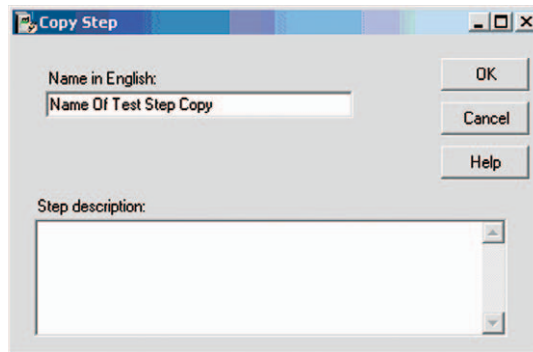 Copy Step
Name in English:
Name Of Test Step Copy
OK
Cancel
Help
Step description: